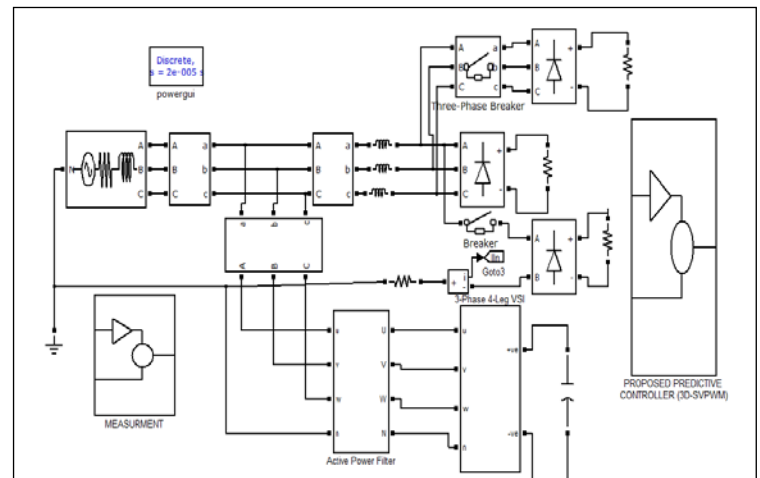 Discrete,
s = 2e-005 s
powergui
A a A +
B b B
C c C -
Three-Phase Breaker
N A A a A A +
B B b B B
C C c C C -
a b c
A B C
Breaker
A +
B -
iIn
Goto3
+ i -
3-Phase 4-Leg VSI
u U u +ve
v V v
w W w
n N n +ve
Active Power Filter
MEASURMENT
PROPOSED PREDICTIVE
CONTROLLER (3D-SVPWM)